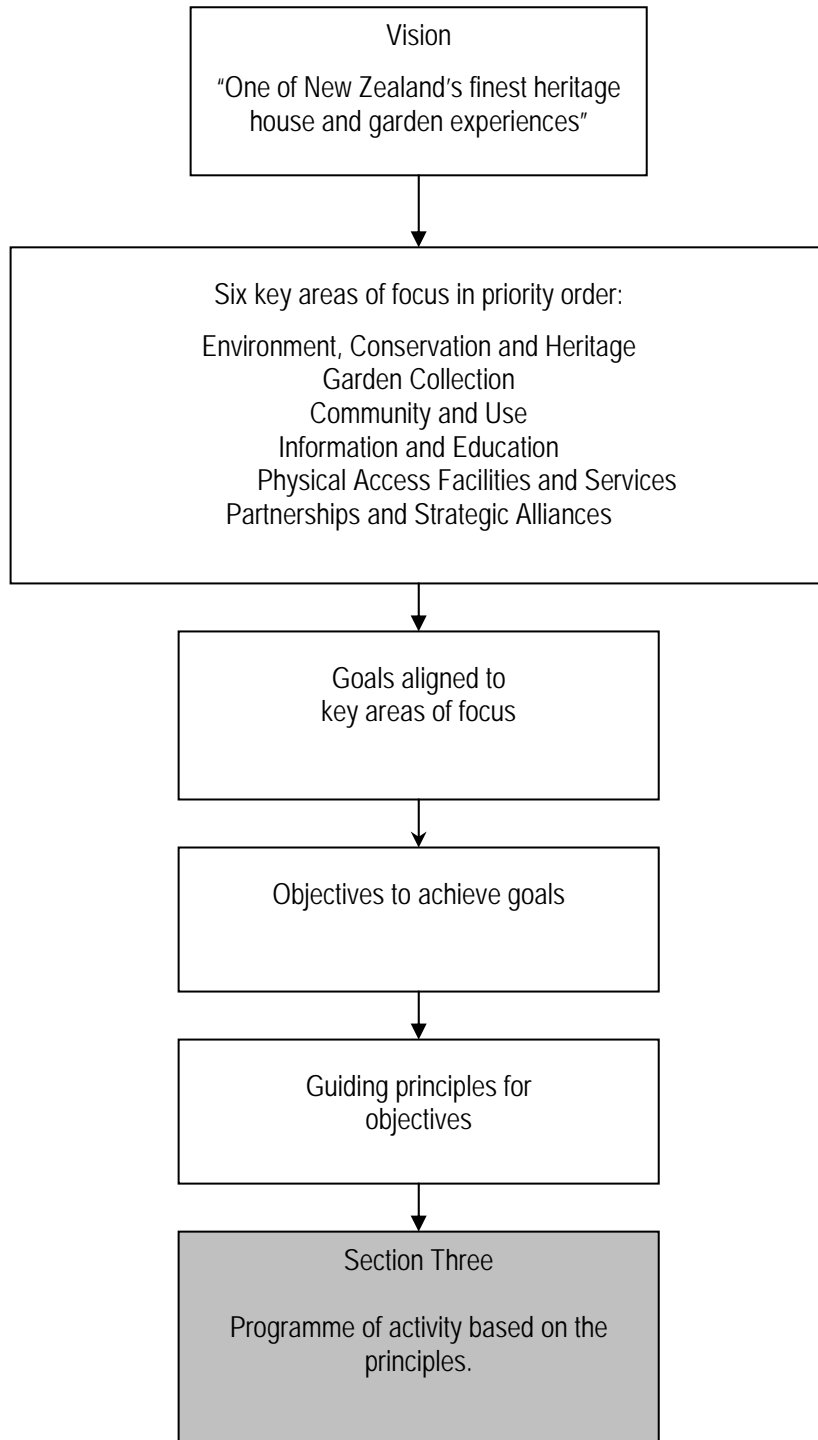 Vision
“One of New Zealand’s finest heritage
house and garden experiences”
Six key areas of focus in priority order:
Environment, Conservation and Heritage
Garden Collection
Community and Use
Information and Education
Physical Access Facilities and Services
Partnerships and Strategic Alliances
Goals aligned to
key areas of focus
Objectives to achieve goals
Guiding principles for
objectives
Section Three
Programme of activity based on the
principles.